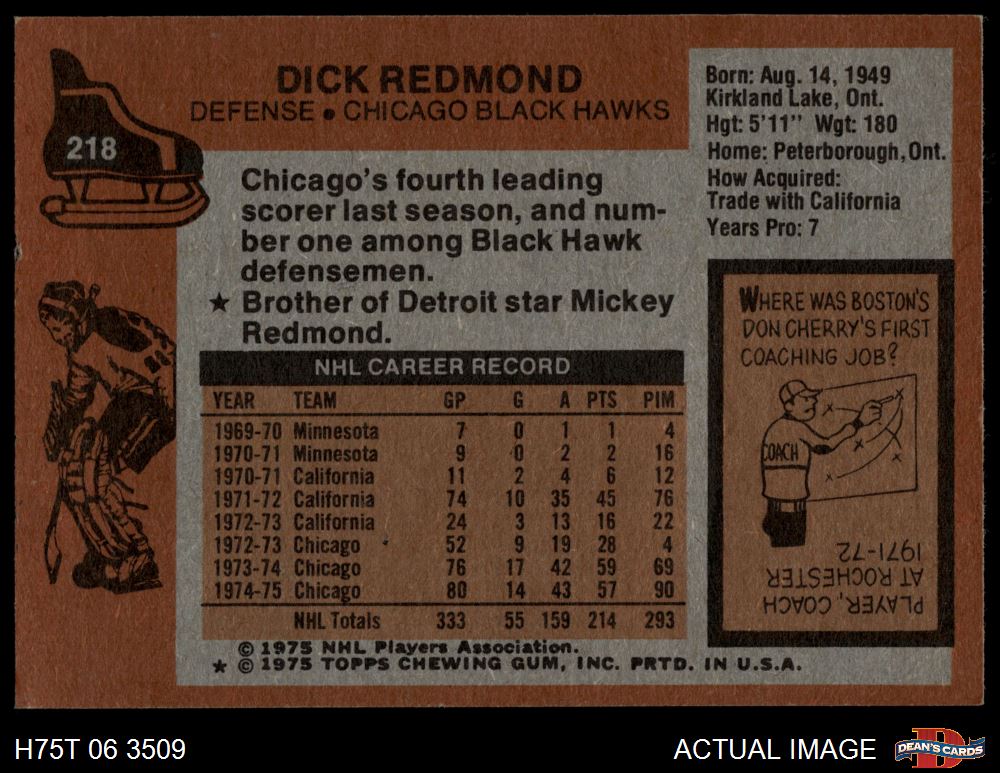 218
DICK REDMOND
DEFENSE ● CHICAGO BLACK HAWKS
Born: Aug. 14, 1949
Kirkland Lake, Ont.
Hgt: 5'11" Wgt: 180
Home: Peterborough, Ont.
How Acquired:
Trade with California
Years Pro: 7
Chicago's fourth leading
scorer last season, and num-
ber one among Black Hawk
defensemen.
★ Brother of Detroit star Mickey
Redmond.
NHL CAREER RECORD
YEAR TEAM GP G A PTS PIM
1969-70 Minnesota 7 0 1 1 4
1970-71 Minnesota 9 0 2 2 16
1970-71 California 11 2 4 6 12
1971-72 California 74 10 35 45 76
1972-73 California 24 3 13 16 22
1972-73 Chicago 52 9 19 28 4
1973-74 Chicago 76 17 42 59 69
1974-75 Chicago 80 14 43 57 90
NHL Totals 333 55 159 214 293
© 1975 NHL Players Association.
★ © 1975 TOPPS CHEWING GUM, INC. PRTD. IN U.S.A.
WHERE WAS BOSTON'S
DON CHERRY'S FIRST
COACHING JOB?
COACH
PLAYER, COACH
AT ROCHESTER
1971-72
H75T 06 3509
ACTUAL IMAGE
D
DEAN'S CARDS